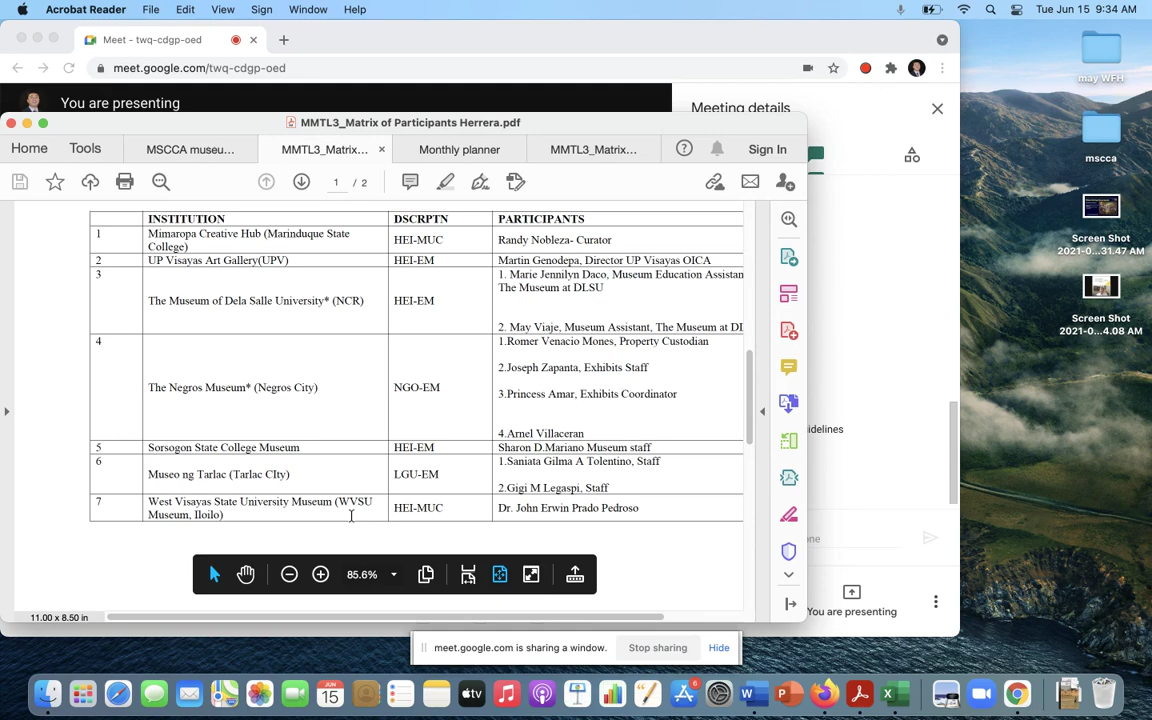 Acrobat Reader File Edit View Sign Window Help Tue Jun 15 9:34 AM
Meet - twq-cdgp-oed
meet.google.com/twq-cdgp-oed
You are presenting
Meeting details
MMTL3_Matrix of Participants Herrera.pdf
Home Tools MSCCA museu... MMTL3_Matrix... Monthly planner MMTL3_Matrix... Sign In
1 / 2
INSTITUTION DSCRPTN PARTICIPANTS
1 Mimaropa Creative Hub (Marinduque State
College) HEI-MUC Randy Nobleza- Curator
2 UP Visayas Art Gallery(UPV) HEI-EM Martin Genodepa, Director UP Visayas OICA
3 The Museum of Dela Salle University* (NCR) HEI-EM 1. Marie Jennilyn Daco, Museum Education Assistan
The Museum at DLSU
2. May Viaje, Museum Assistant, The Museum at DL
4 The Negros Museum* (Negros City) NGO-EM 1.Romer Venacio Mones, Property Custodian
2.Joseph Zapanta, Exhibits Staff
3.Princess Amar, Exhibits Coordinator
4.Arnel Villaceran
5 Sorsogon State College Museum HEI-EM Sharon D.Mariano Museum staff
6 Museo ng Tarlac (Tarlac CIty) LGU-EM 1.Saniata Gilma A Tolentino, Staff
2.Gigi M Legaspi, Staff
7 West Visayas State University Museum (WVSU
Museum, Iloilo) HEI-MUC Dr. John Erwin Prado Pedroso
85.6%
11.00 x 8.50 in
idelines
one
You are presenting
meet.google.com is sharing a window. Stop sharing Hide
may WFH
mscca
Screen Shot
2021-0...31.47 AM
Screen Shot
2021-0...4.08 AM
JUN
15
tv
6
W
P
X